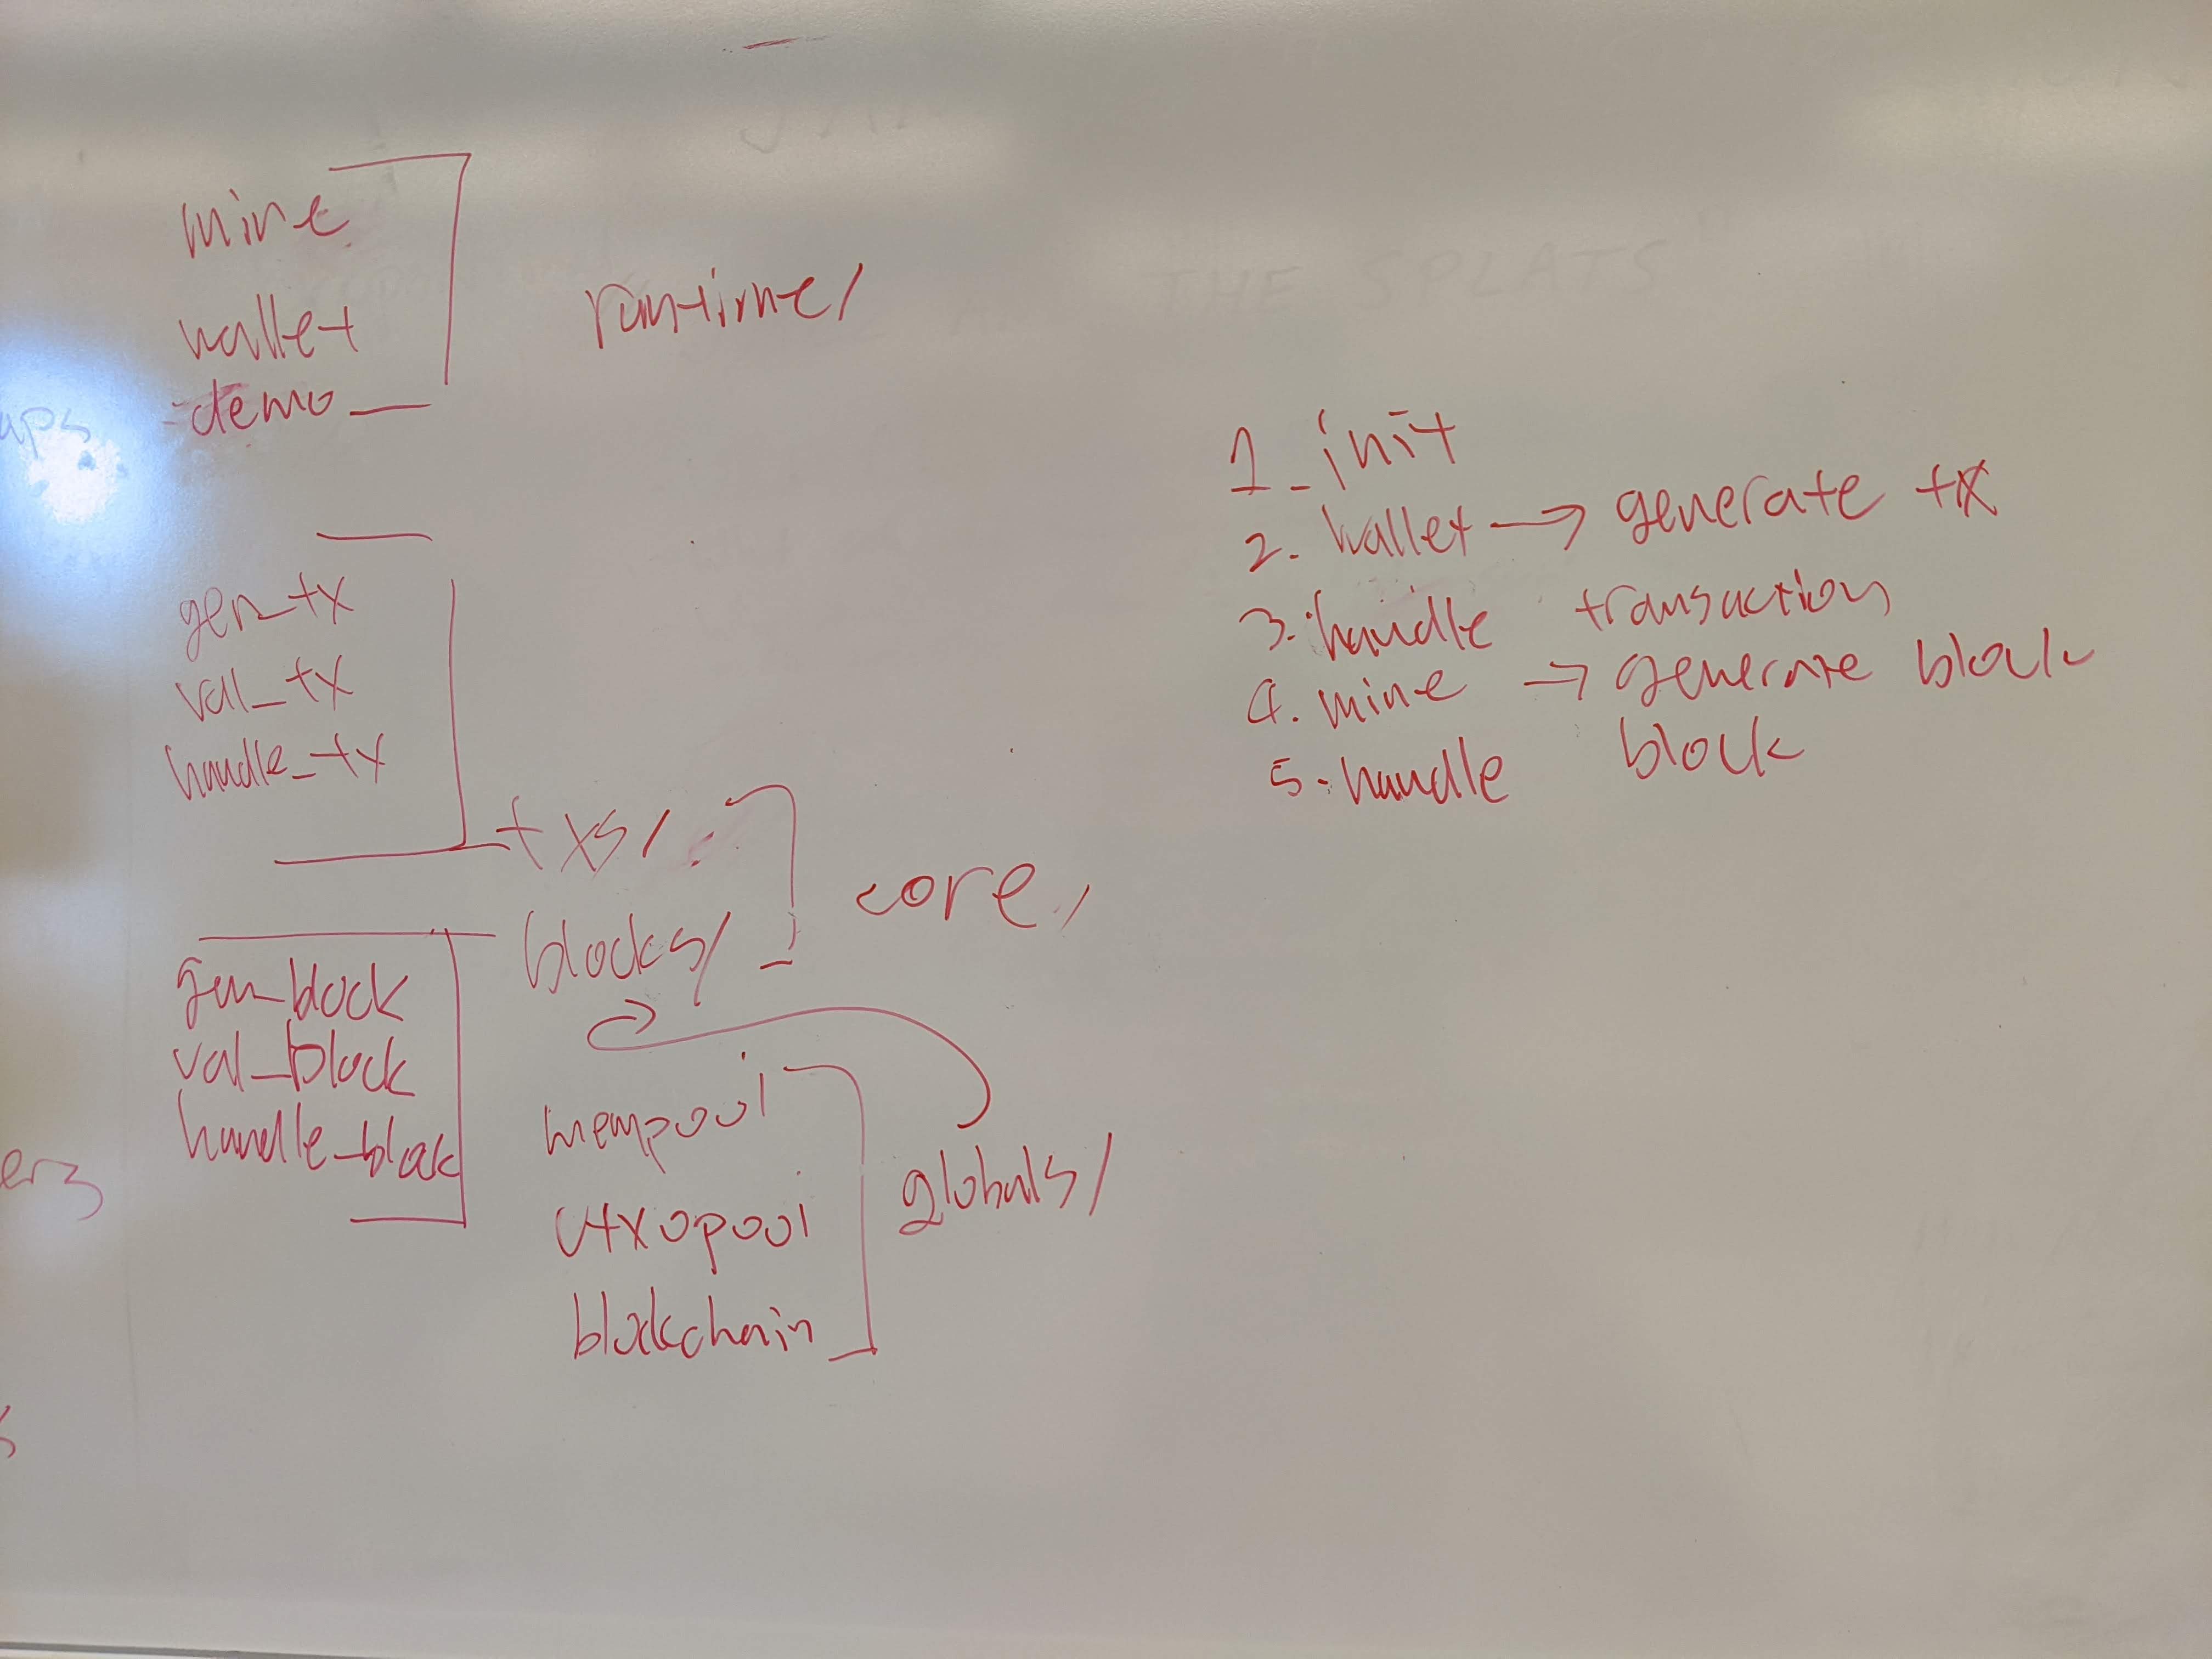 mine
wallet
demo
runtime/
gen_tx
val_tx
handle_tx
txs/
blocks/
core/
gen_block
val_block
handle_block
mempool
utxopool
blockchain
globals/
1. init
2. wallet → generate tx
3. handle transaction
4. mine → generate block
5. handle block
THE SPLATS
aps
ers